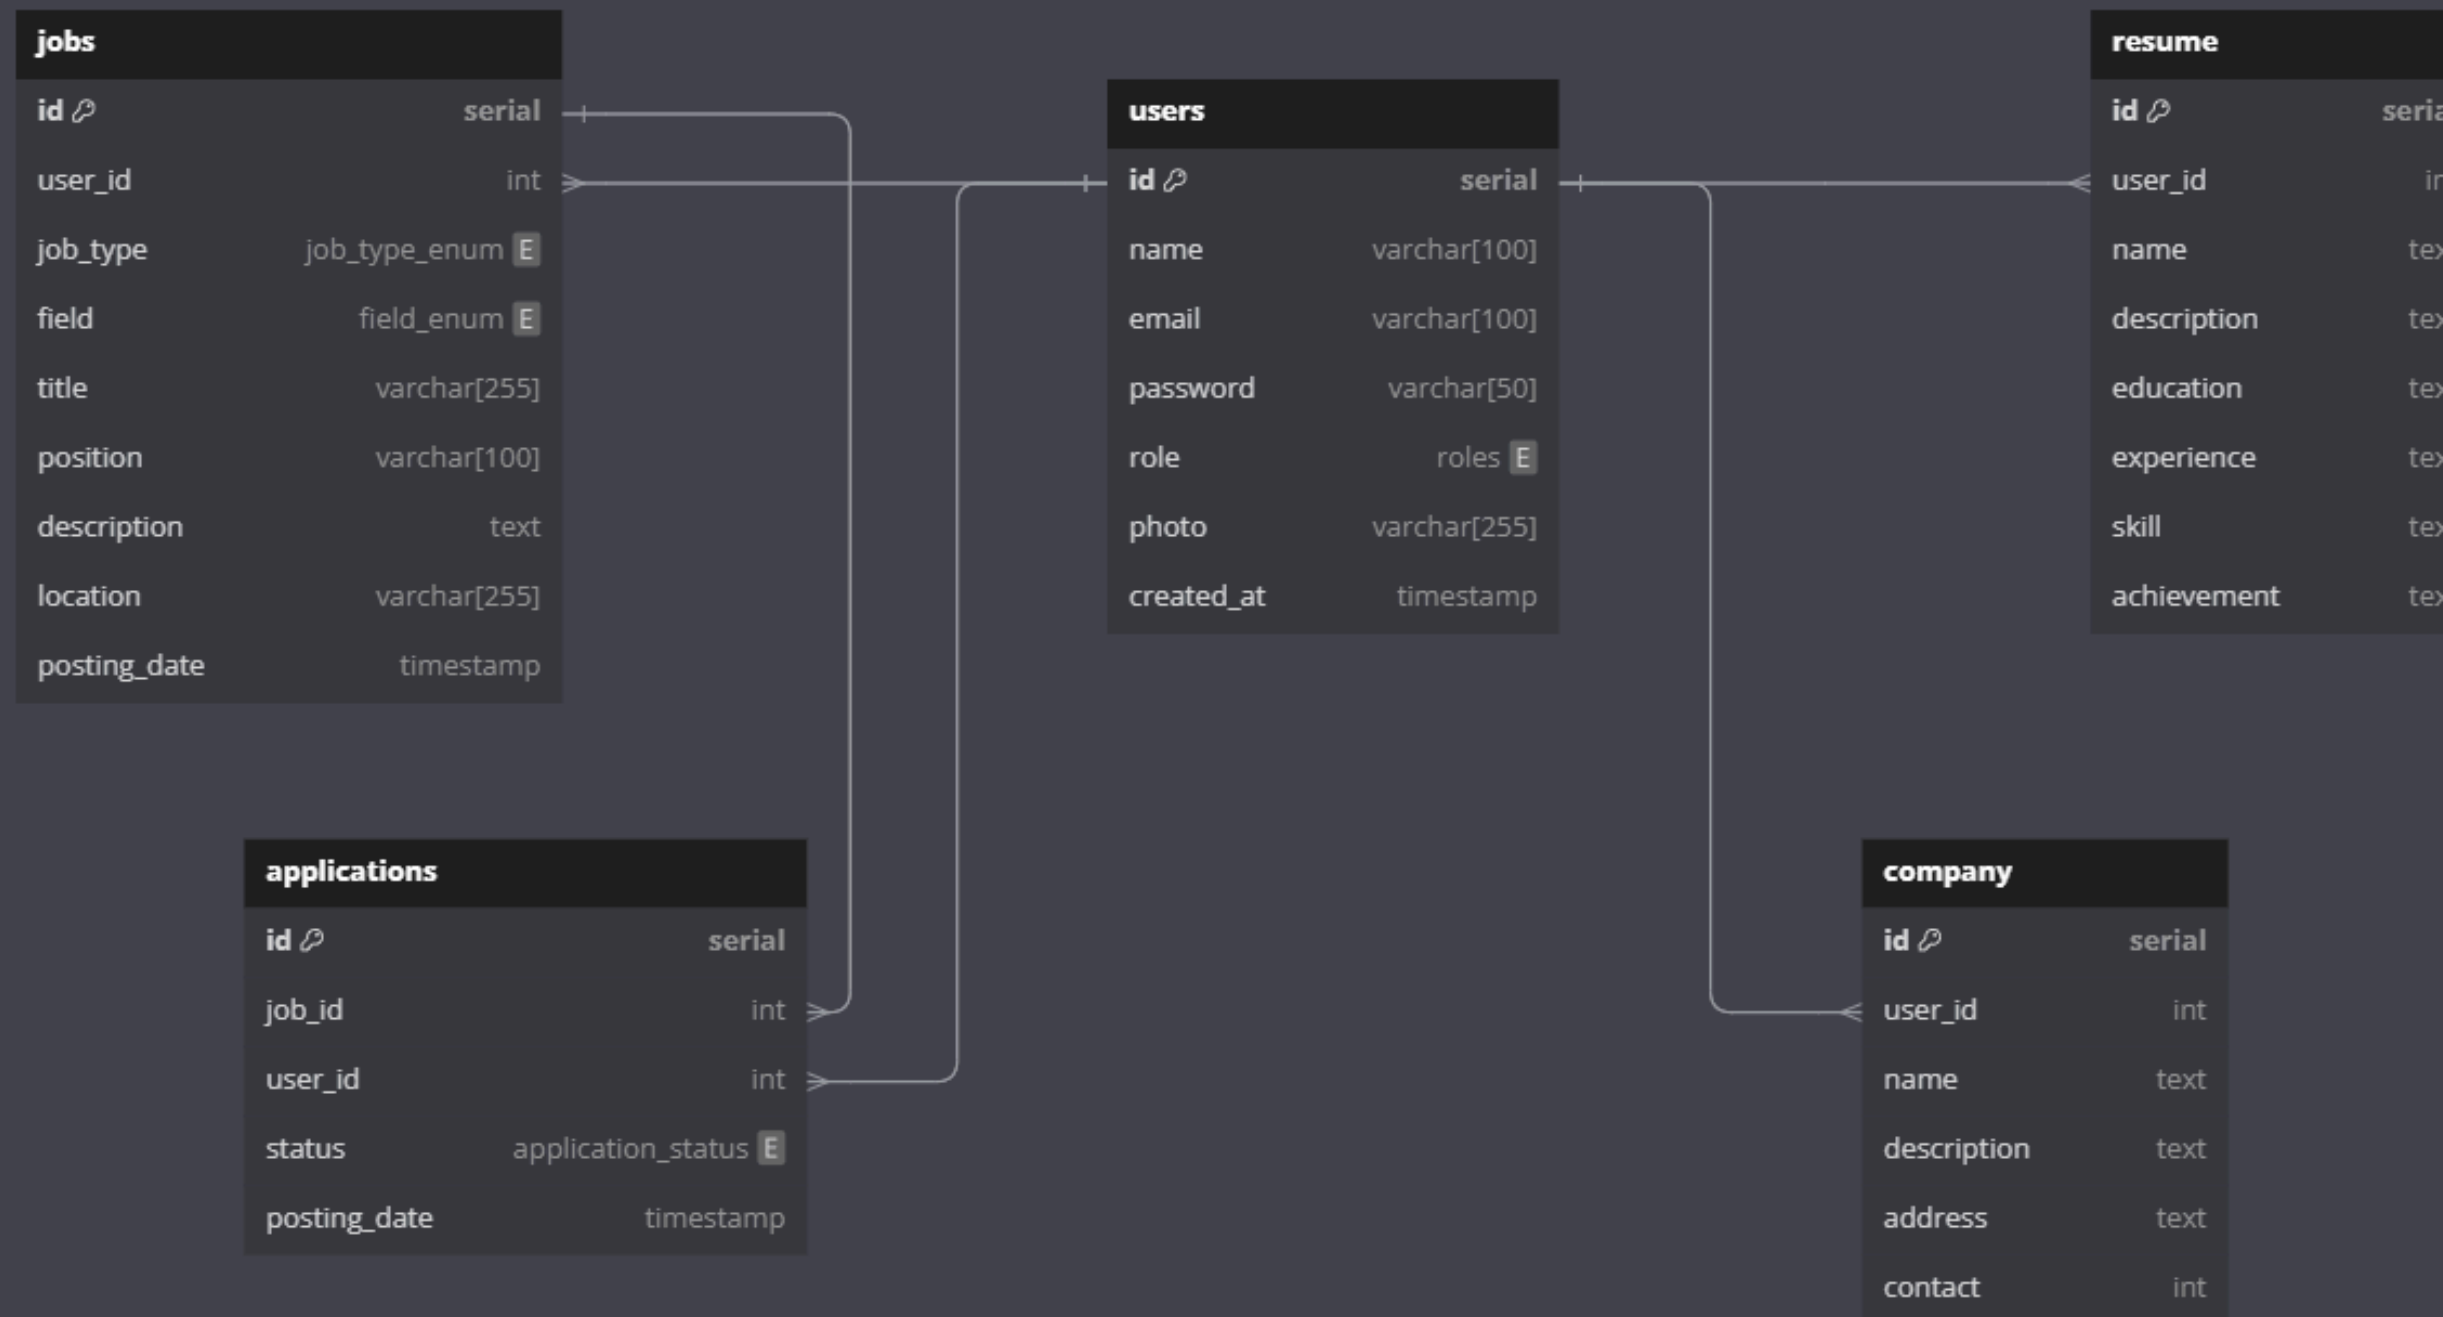 jobs
id serial
user_id int
job_type job_type_enum E
field field_enum E
title varchar[255]
position varchar[100]
description text
location varchar[255]
posting_date timestamp
users
id serial
name varchar[100]
email varchar[100]
password varchar[50]
role roles E
photo varchar[255]
created_at timestamp
resume
id
user_id
name
description
education
experience
skill
achievement
applications
id serial
job_id int
user_id int
status application_status E
posting_date timestamp
company
id serial
user_id int
name text
description text
address text
contact int